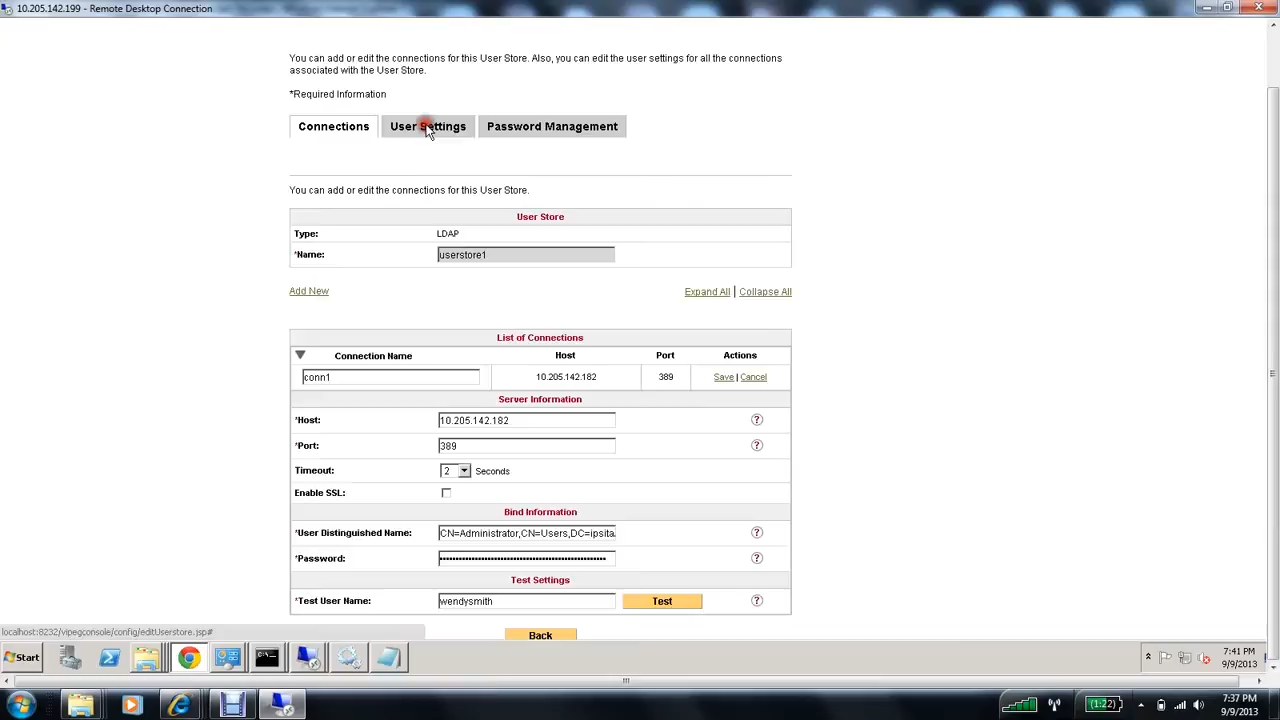 10.205.142.199 - Remote Desktop Connection
You can add or edit the connections for this User Store. Also, you can edit the user settings for all the connections
associated with the User Store.
*Required Information
Connections User Settings Password Management
You can add or edit the connections for this User Store.
User Store
Type: LDAP
*Name: userstore1
Add New Expand All | Collapse All
List of Connections
Connection Name Host Port Actions
conn1 10.205.142.182 389 Save | Cancel
Server Information
*Host: 10.205.142.182 ?
*Port: 389 ?
Timeout: 2 Seconds
Enable SSL:
Bind Information
*User Distinguished Name: CN=Administrator,CN=Users,DC=ipsita. ?
*Password: ?
Test Settings
*Test User Name: wendysmith Test ?
localhost:8232/vipegconsole/config/editUserstore.jsp#
Back
Start
7:41 PM
9/9/2013
(1:22)
7:37 PM
9/9/2013